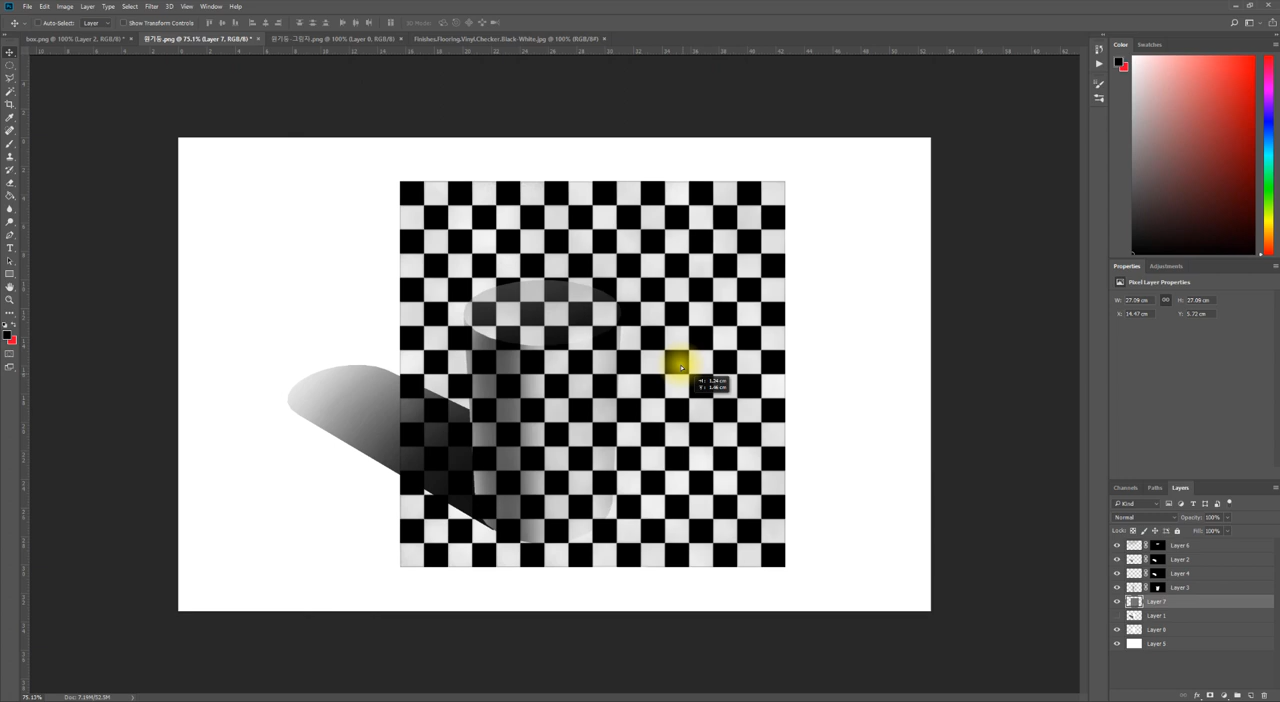 File Edit Image Layer Type Select Filter 3D View Window Help
Auto-Select: Layer Show Transform Controls 3D Mode:
box.png @ 100% (Layer 2, RGB/8) * × 원기둥.png @ 75.1% (Layer 7, RGB/8) * × 원기둥-그림자.png @ 100% (Layer 0, RGB/8) × Finishes.Flooring.Vinyl.Checker.Black-White.jpg @ 100% (RGB/8#) ×
Color Swatches
Properties Adjustments
Pixel Layer Properties
W: 27.09 cm H: 27.09 cm
X: 14.47 cm Y: 5.72 cm
Channels Paths Layers
Kind
Normal Opacity: 100%
Lock: Fill: 100%
Layer 6
Layer 2
Layer 4
Layer 3
Layer 7
Layer 1
Layer 0
Layer 5
75.13% Doc: 7.19M/52.5M